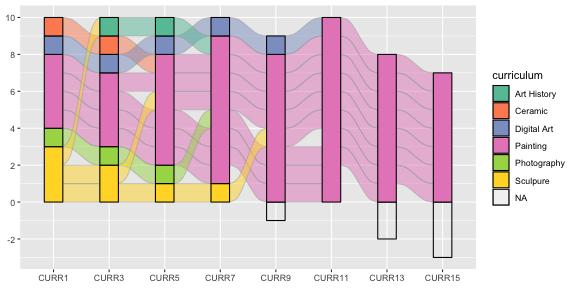 10
8
6
4
2
0
-2
CURR1 CURR3 CURR5 CURR7 CURR9 CURR11 CURR13 CURR15
curriculum
Art History
Ceramic
Digital Art
Painting
Photography
Sculpure
NA